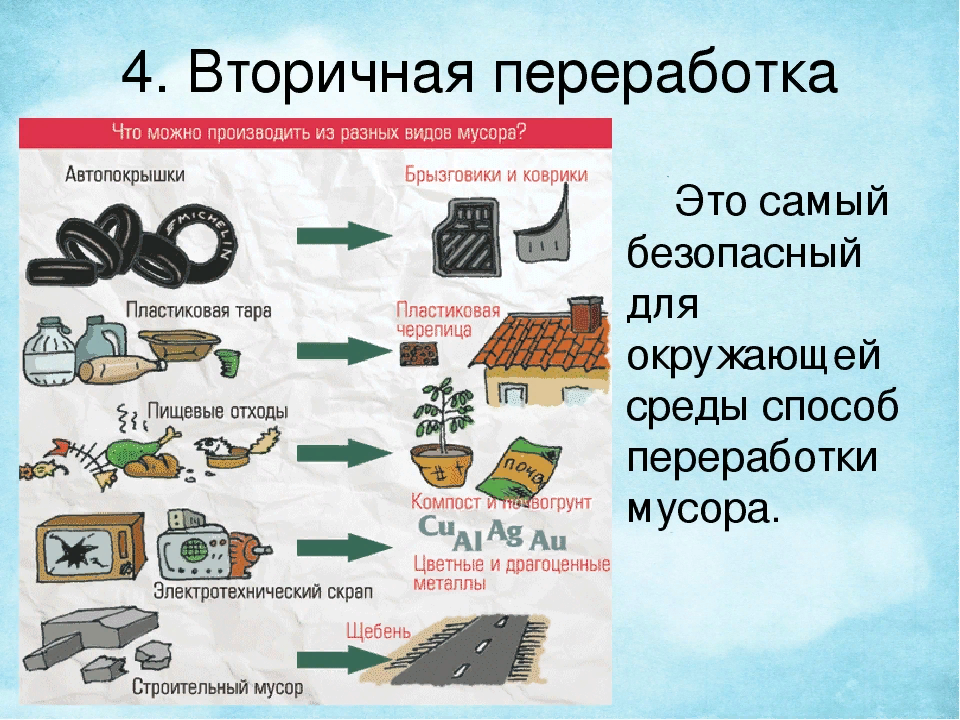 4. Вторичная переработка
Что можно производить из разных видов мусора?
Автопокрышки
Брызговики и коврики
MICHELIN
Пластиковая тара
Пластиковая
черепица
Пищевые отходы
почв
Компост и почвогрунт
Cu Al Ag Au
Цветные и драгоценные
металлы
Электротехнический скрап
Щебень
Строительный мусор
Это самый
безопасный
для
окружающей
среды способ
переработки
мусора.